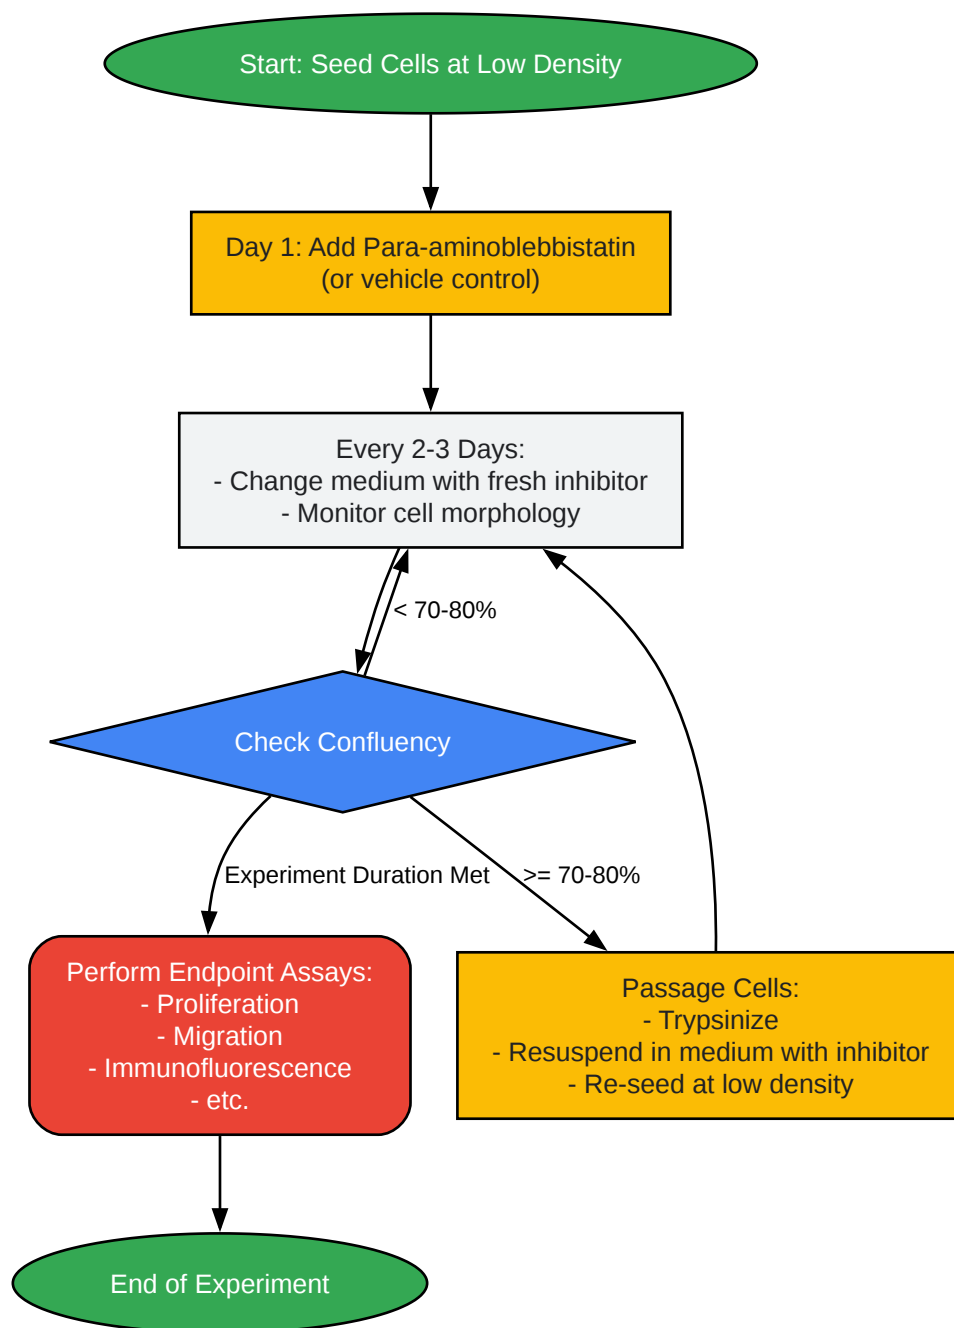 Start: Seed Cells at Low Density
Day 1: Add Para-aminoblebbistatin
(or vehicle control)
Every 2-3 Days:
- Change medium with fresh inhibitor
- Monitor cell morphology
< 70-80%
Check Confluency
Experiment Duration Met
>= 70-80%
Perform Endpoint Assays:
- Proliferation
- Migration
- Immunofluorescence
- etc.
Passage Cells:
- Trypsinize
- Resuspend in medium with inhibitor
- Re-seed at low density
End of Experiment